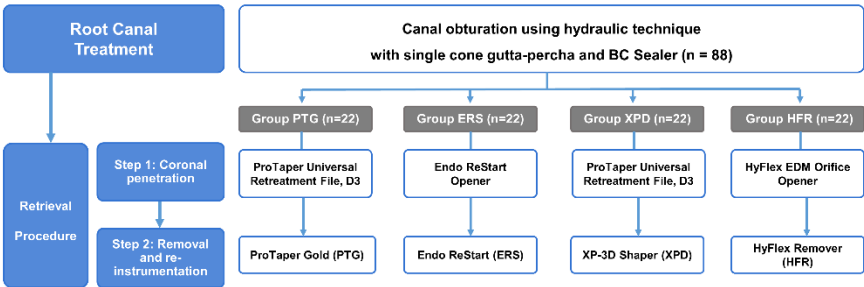 Root Canal
Treatment
Canal obturation using hydraulic technique
with single cone gutta-percha and BC Sealer (n = 88)
Group PTG (n=22)
Group ERS (n=22)
Group XPD (n=22)
Group HFR (n=22)
Retrieval
Procedure
Step 1: Coronal
penetration
ProTaper Universal
Retreatment File, D3
Endo ReStart
Opener
ProTaper Universal
Retreatment File, D3
HyFlex EDM Orifice
Opener
Step 2: Removal
and re-
instrumentation
ProTaper Gold (PTG)
Endo ReStart (ERS)
XP-3D Shaper (XPD)
HyFlex Remover
(HFR)